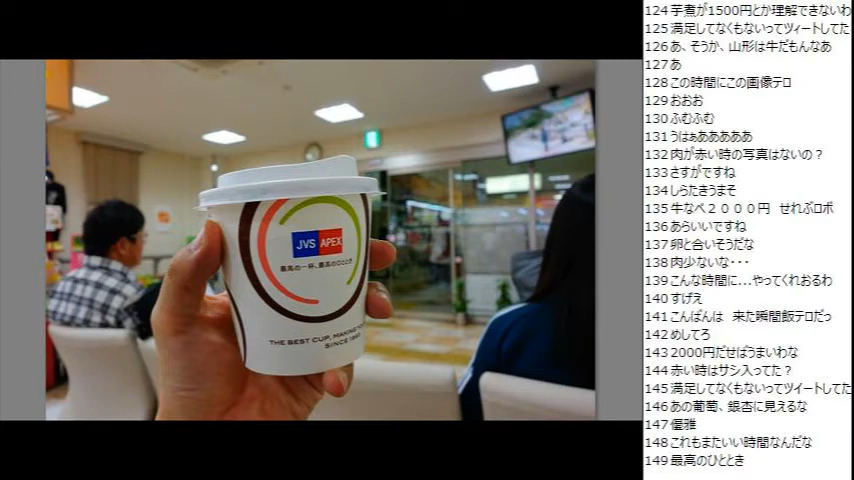 JVS APEX
最高の一杯、最高のひととき
THE BEST CUP, MAKING
SINCE
124 芋煮が1500円とか理解できないわ
125 満足してなくもないってツィートしてた
126 あ、そうか、山形は牛だもんなあ
127 あ
128 この時間にこの画像テロ
129 おおお
130 ふむふむ
131 うはぁあああああ
132 肉が赤い時の写真はないの？
133 さすがですね
134 しらたきうまそ
135 牛なべ２０００円　せれぶロボ
136 あらいいですね
137 卵と合いそうだな
138 肉少ないな・・・
139 こんな時間に…やってくれおるわ
140 すげえ
141 こんばんは　来た瞬間飯テロだっ
142 めしてろ
143 2000円だせばうまいわな
144 赤い時はサシ入ってた？
145 満足してなくもないってツイートしてた
146 あの葡萄、銀杏に見えるな
147 優雅
148 これもまたいい時間なんだな
149 最高のひととき